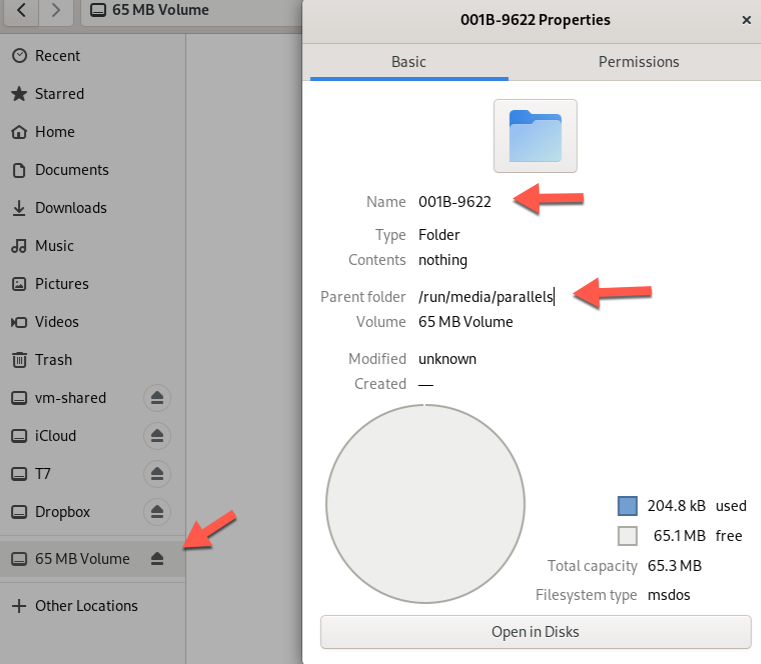 65 MB Volume
Recent
Starred
Home
Documents
Downloads
Music
Pictures
Videos
Trash
vm-shared
iCloud
T7
Dropbox
65 MB Volume
Other Locations
001B-9622 Properties
Basic Permissions
Name 001B-9622
Type Folder
Contents nothing
Parent folder /run/media/parallels
Volume 65 MB Volume
Modified unknown
Created —
204.8 kB used
65.1 MB free
Total capacity 65.3 MB
Filesystem type msdos
Open in Disks